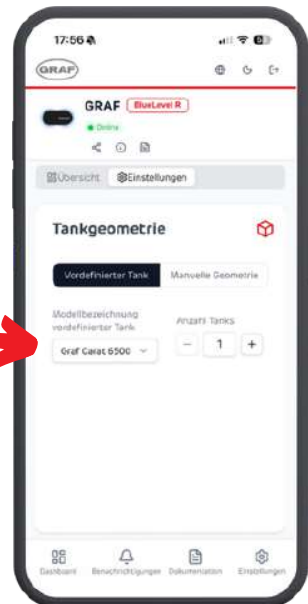 17:56
GRAF
GRAF BlueLevel R
Online
Übersicht Einstellungen
Tankgeometrie
Vordefinierter Tank Manuelle Geometrie
Modellbezeichnung
vordefinierter Tank
Anzahl Tanks
Graf Carat 6500
- 1 +
Dashboard Benachrichtigungen Dokumentation Einstellungen